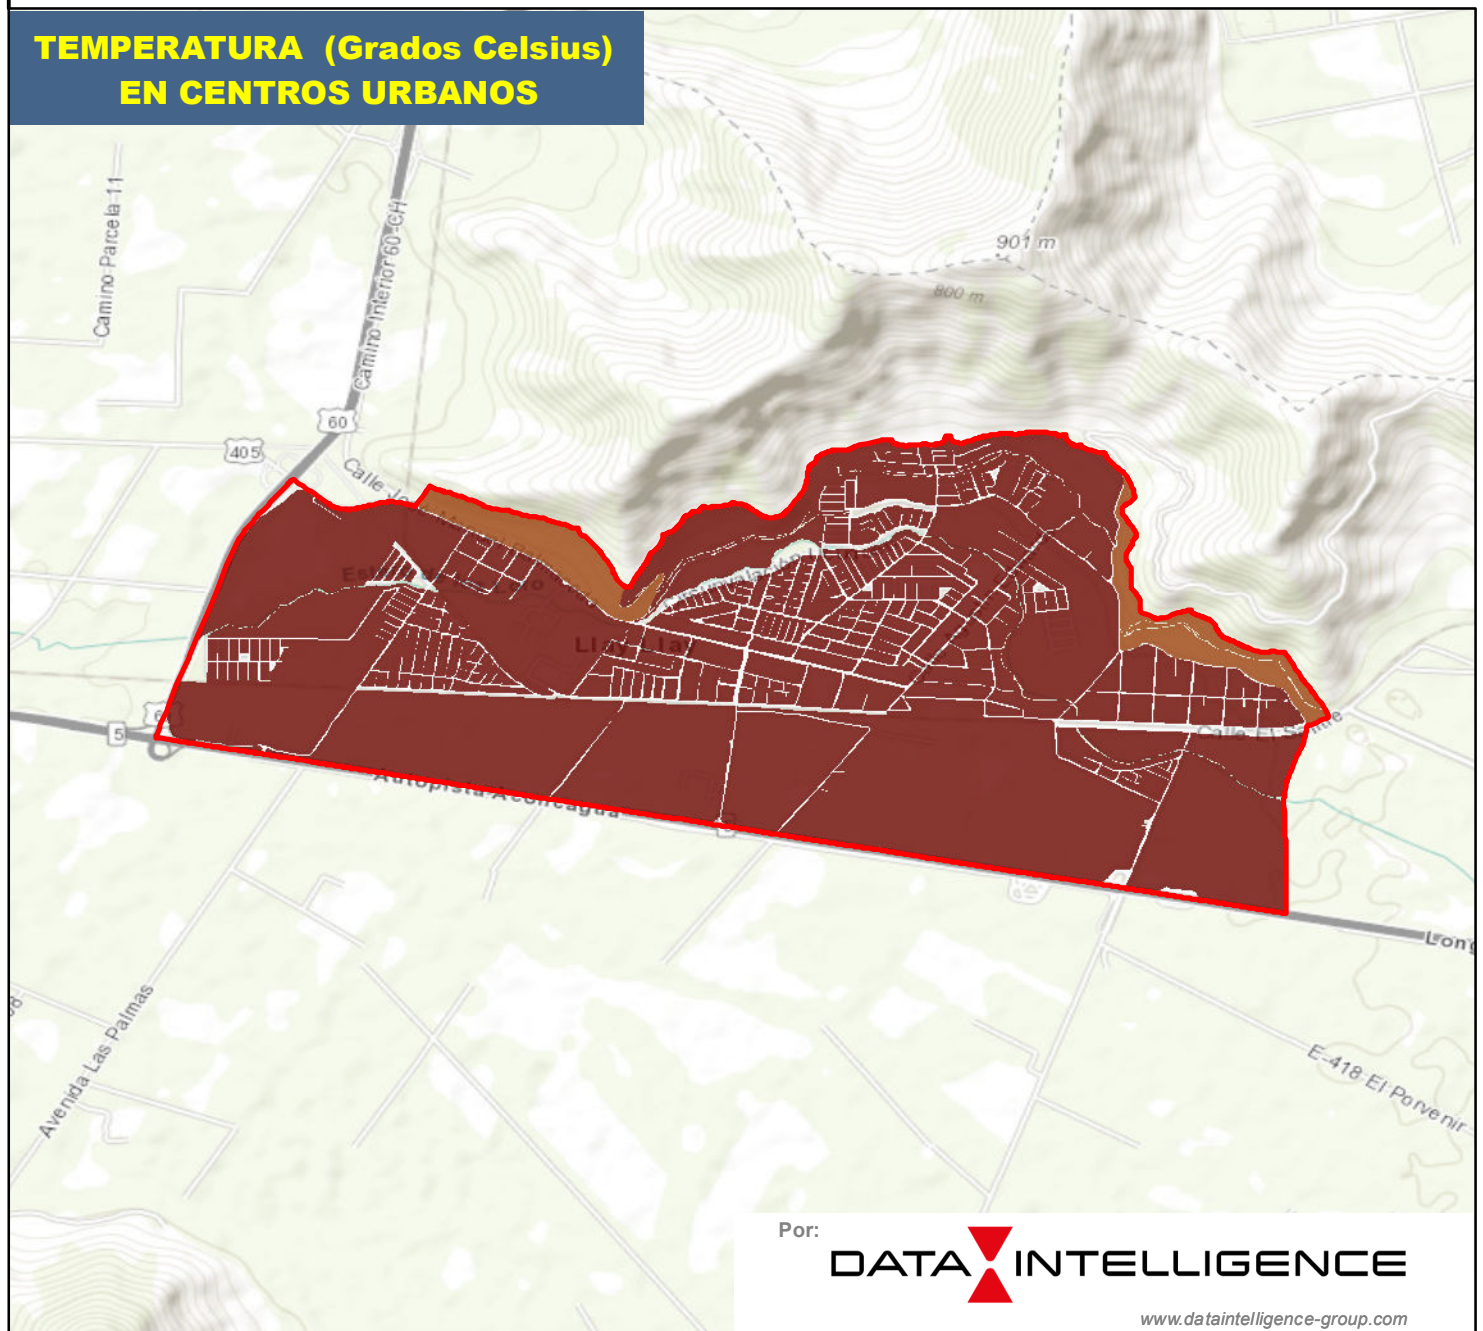 TEMPERATURA (Grados Celsius)
EN CENTROS URBANOS
Camino Parcela 11
Camino Interior 60-CH
901 m
800 m
60
405
Llay Llay
5
Autopista Aconcagua
Avenida Las Palmas
E-418 El Porvenir
Por:
DATA INTELLIGENCE
www.dataintelligence-group.com